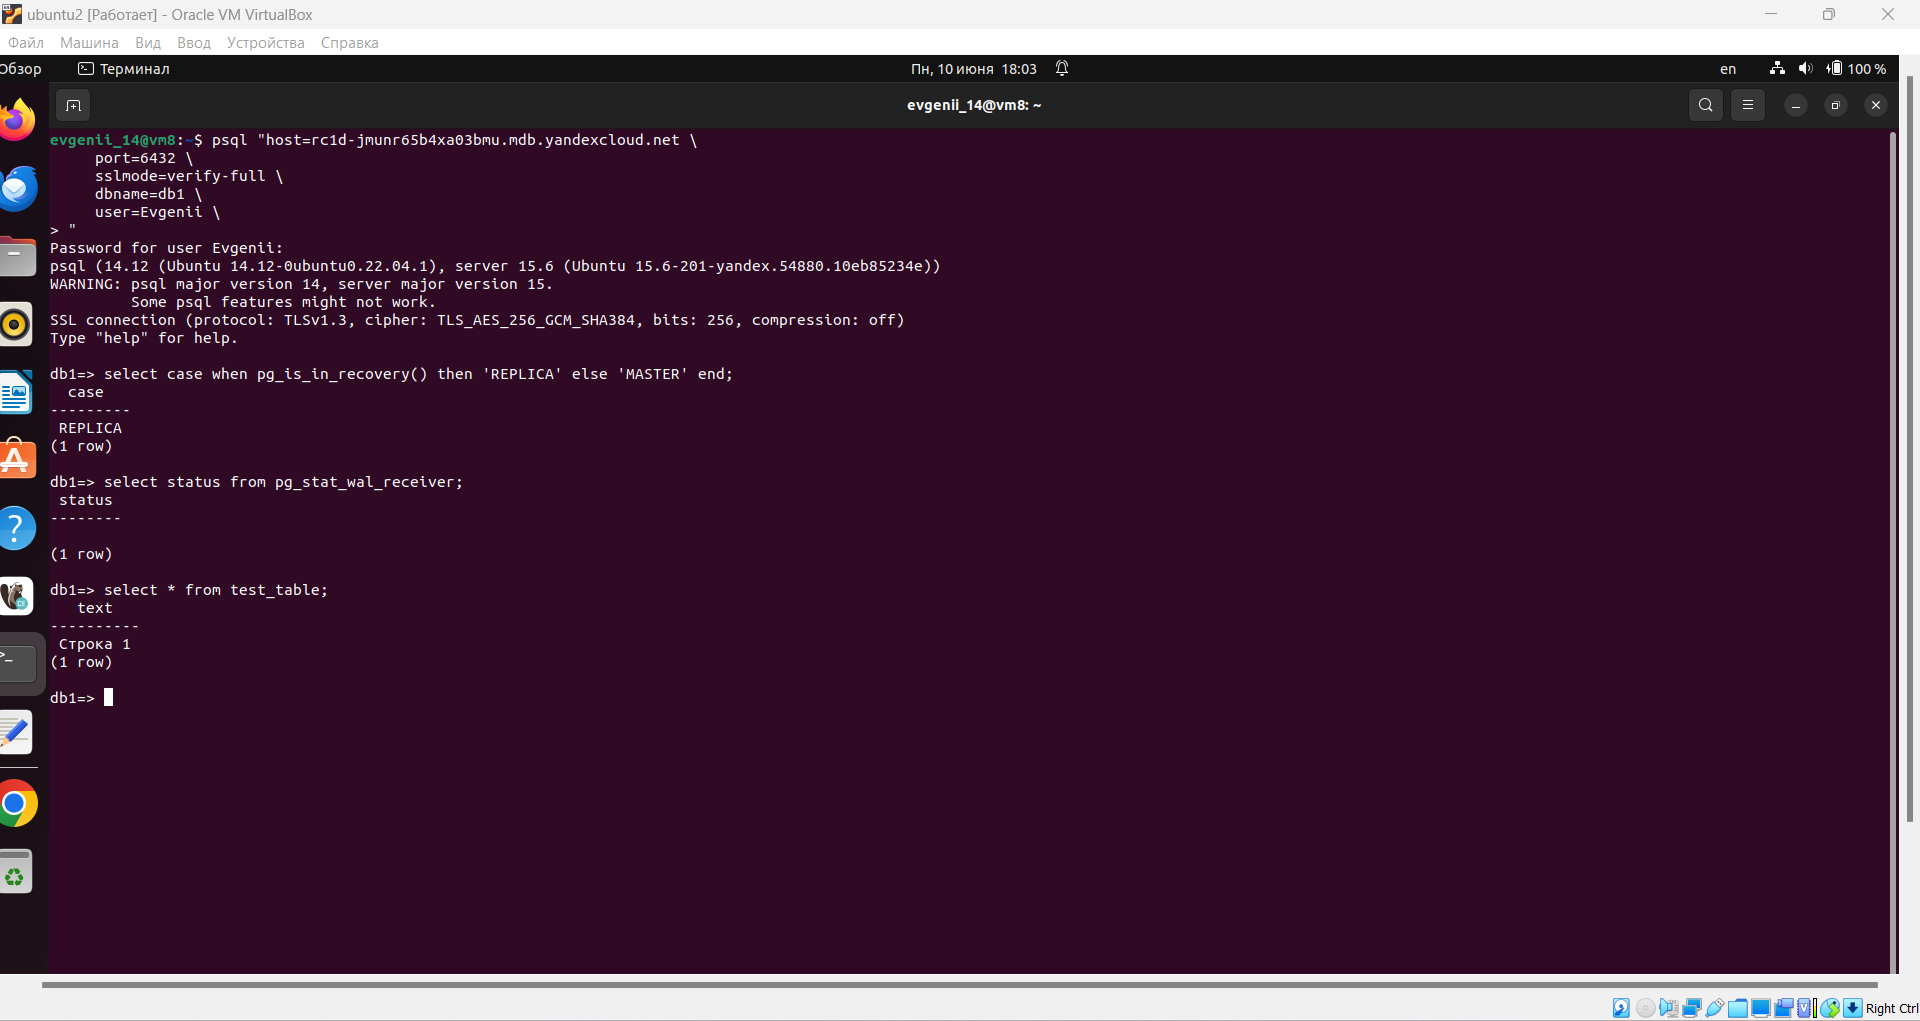 ubuntu2 [Работает] - Oracle VM VirtualBox
Файл Машина Вид Ввод Устройства Справка
Обзор Терминал Пн, 10 июня 18:03 en 100 %
evgenii_14@vm8: ~
evgenii_14@vm8:~$ psql "host=rc1d-jmunr65b4xa03bmu.mdb.yandexcloud.net \
port=6432 \
sslmode=verify-full \
dbname=db1 \
user=Evgenii \
> "
Password for user Evgenii:
psql (14.12 (Ubuntu 14.12-0ubuntu0.22.04.1), server 15.6 (Ubuntu 15.6-201-yandex.54880.10eb85234e))
WARNING: psql major version 14, server major version 15.
Some psql features might not work.
SSL connection (protocol: TLSv1.3, cipher: TLS_AES_256_GCM_SHA384, bits: 256, compression: off)
Type "help" for help.
db1=> select case when pg_is_in_recovery() then 'REPLICA' else 'MASTER' end;
case
---------
REPLICA
(1 row)
db1=> select status from pg_stat_wal_receiver;
status
--------
(1 row)
db1=> select * from test_table;
text
----------
Строка 1
(1 row)
db1=>
Right Ctrl